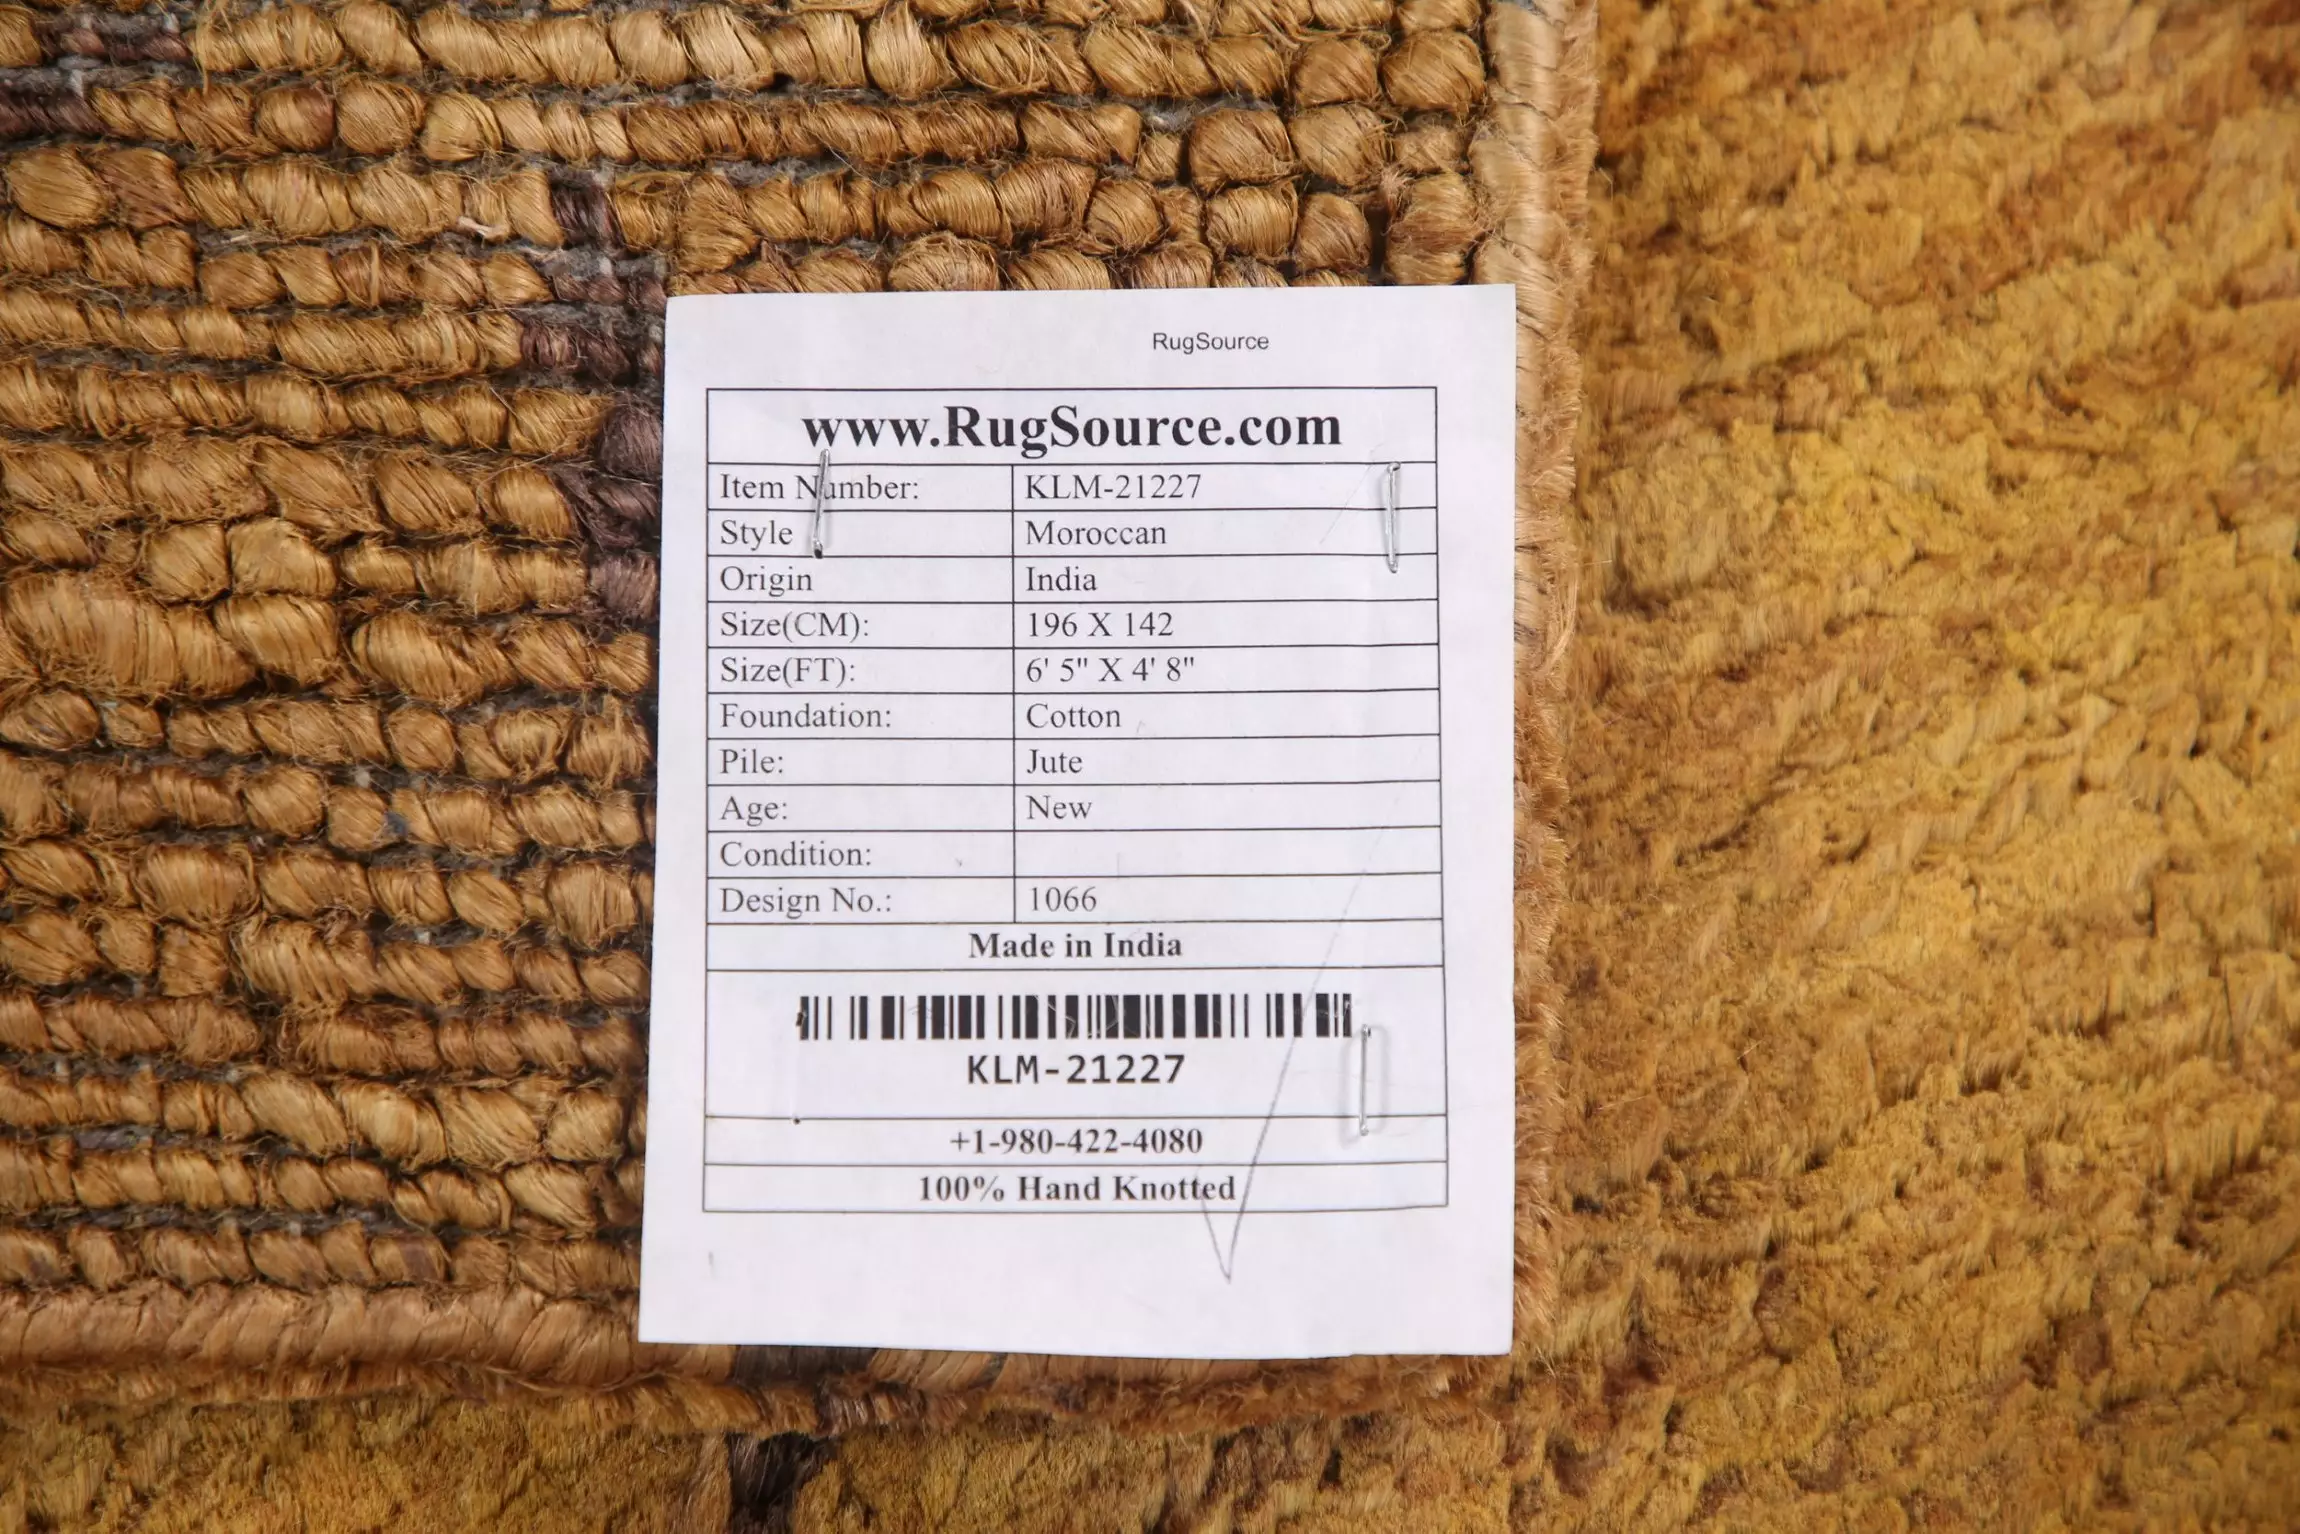 RugSource
www.RugSource.com
Item Number: KLM-21227
Style Moroccan
Origin India
Size(CM): 196 X 142
Size(FT): 6' 5" X 4' 8"
Foundation: Cotton
Pile: Jute
Age: New
Condition:
Design No.: 1066
Made in India
KLM-21227
+1-980-422-4080
100% Hand Knotted